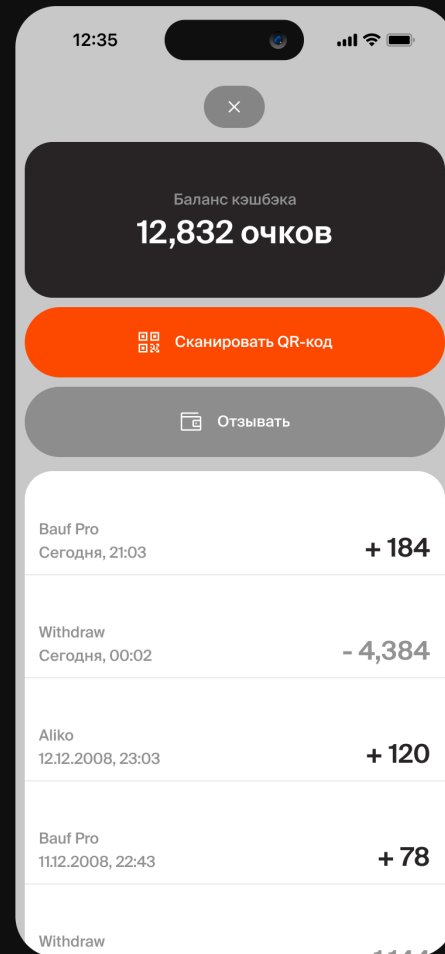 12:35
Баланс кэшбэка
12,832 очков
Сканировать QR-код
Отзывать
Bauf Pro
Сегодня, 21:03
+ 184
Withdraw
Сегодня, 00:02
- 4,384
Aliko
12.12.2008, 23:03
+ 120
Bauf Pro
11.12.2008, 22:43
+ 78
Withdraw